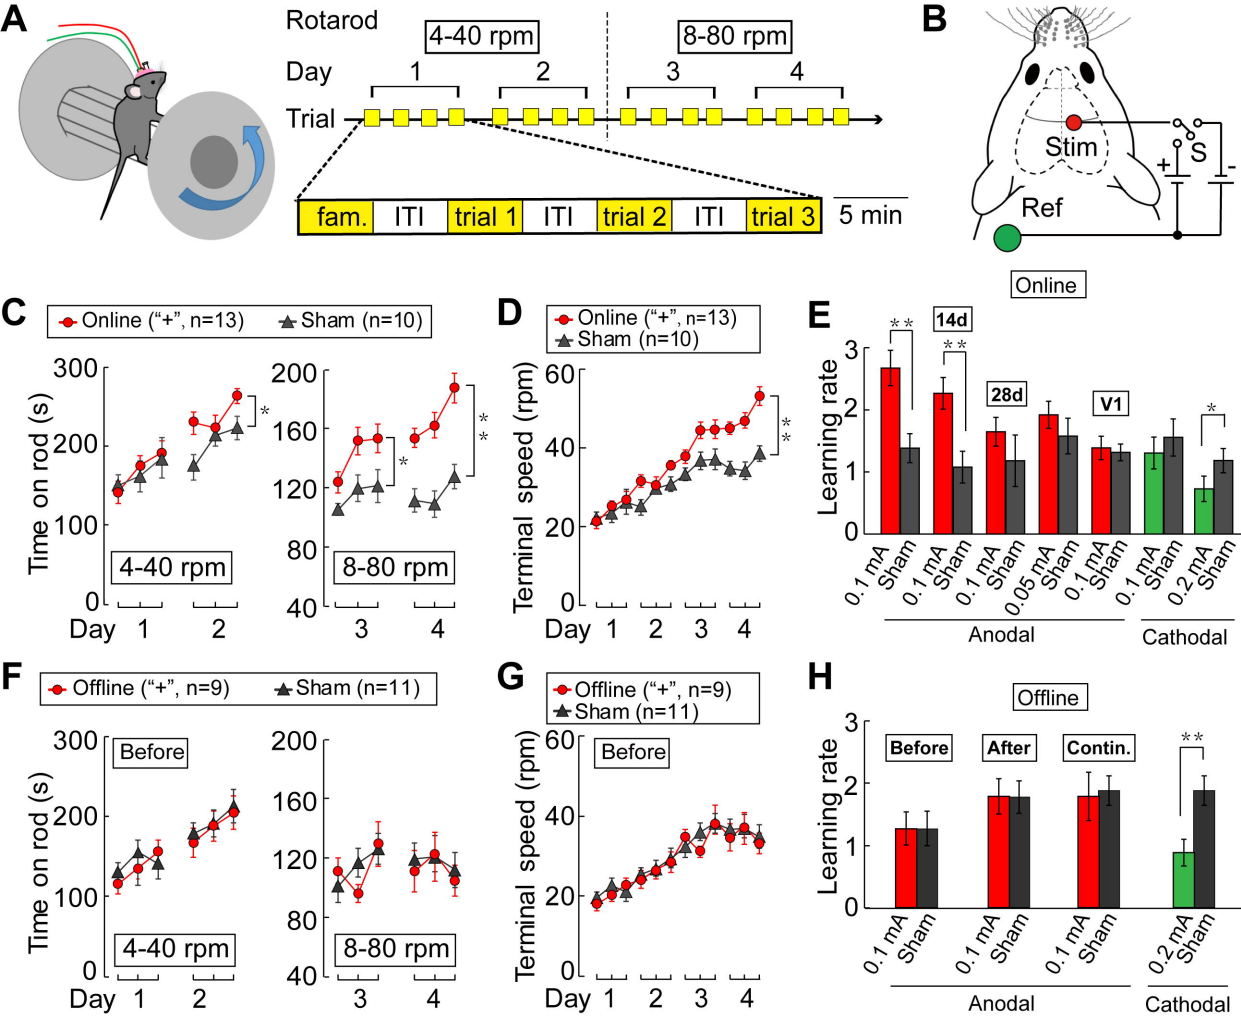 A
Rotarod
4-40 rpm
8-80 rpm
Day
1
2
3
4
Trial
fam.
ITI
trial 1
ITI
trial 2
ITI
trial 3
5 min
B
Stim
Ref
+
S
-
C
Online ("+", n=13)
Sham (n=10)
Time on rod (s)
300
200
100
0
4-40 rpm
*
200
160
120
80
40
8-80 rpm
*
**
Day 1 2 3 4
D
Online ("+", n=13)
Sham (n=10)
Terminal speed (rpm)
60
40
20
0
**
Day 1 2 3 4
E
Online
Learning rate
3
2
1
0
**
14d
**
28d
V1
*
0.1 mA
Sham
0.1 mA
Sham
0.1 mA
Sham
0.05 mA
Sham
0.1 mA
Sham
0.1 mA
Sham
0.2 mA
Sham
Anodal
Cathodal
F
Offline ("+", n=9)
Sham (n=11)
Time on rod (s)
300
200
100
0
Before
4-40 rpm
200
160
120
80
40
8-80 rpm
Day 1 2 3 4
G
Offline ("+", n=9)
Sham (n=11)
Terminal speed (rpm)
60
40
20
0
Before
Day 1 2 3 4
H
Offline
Learning rate
3
2
1
0
Before
After
Contin.
**
0.1 mA
Sham
0.1 mA
Sham
0.1 mA
Sham
0.2 mA
Sham
Anodal
Cathodal